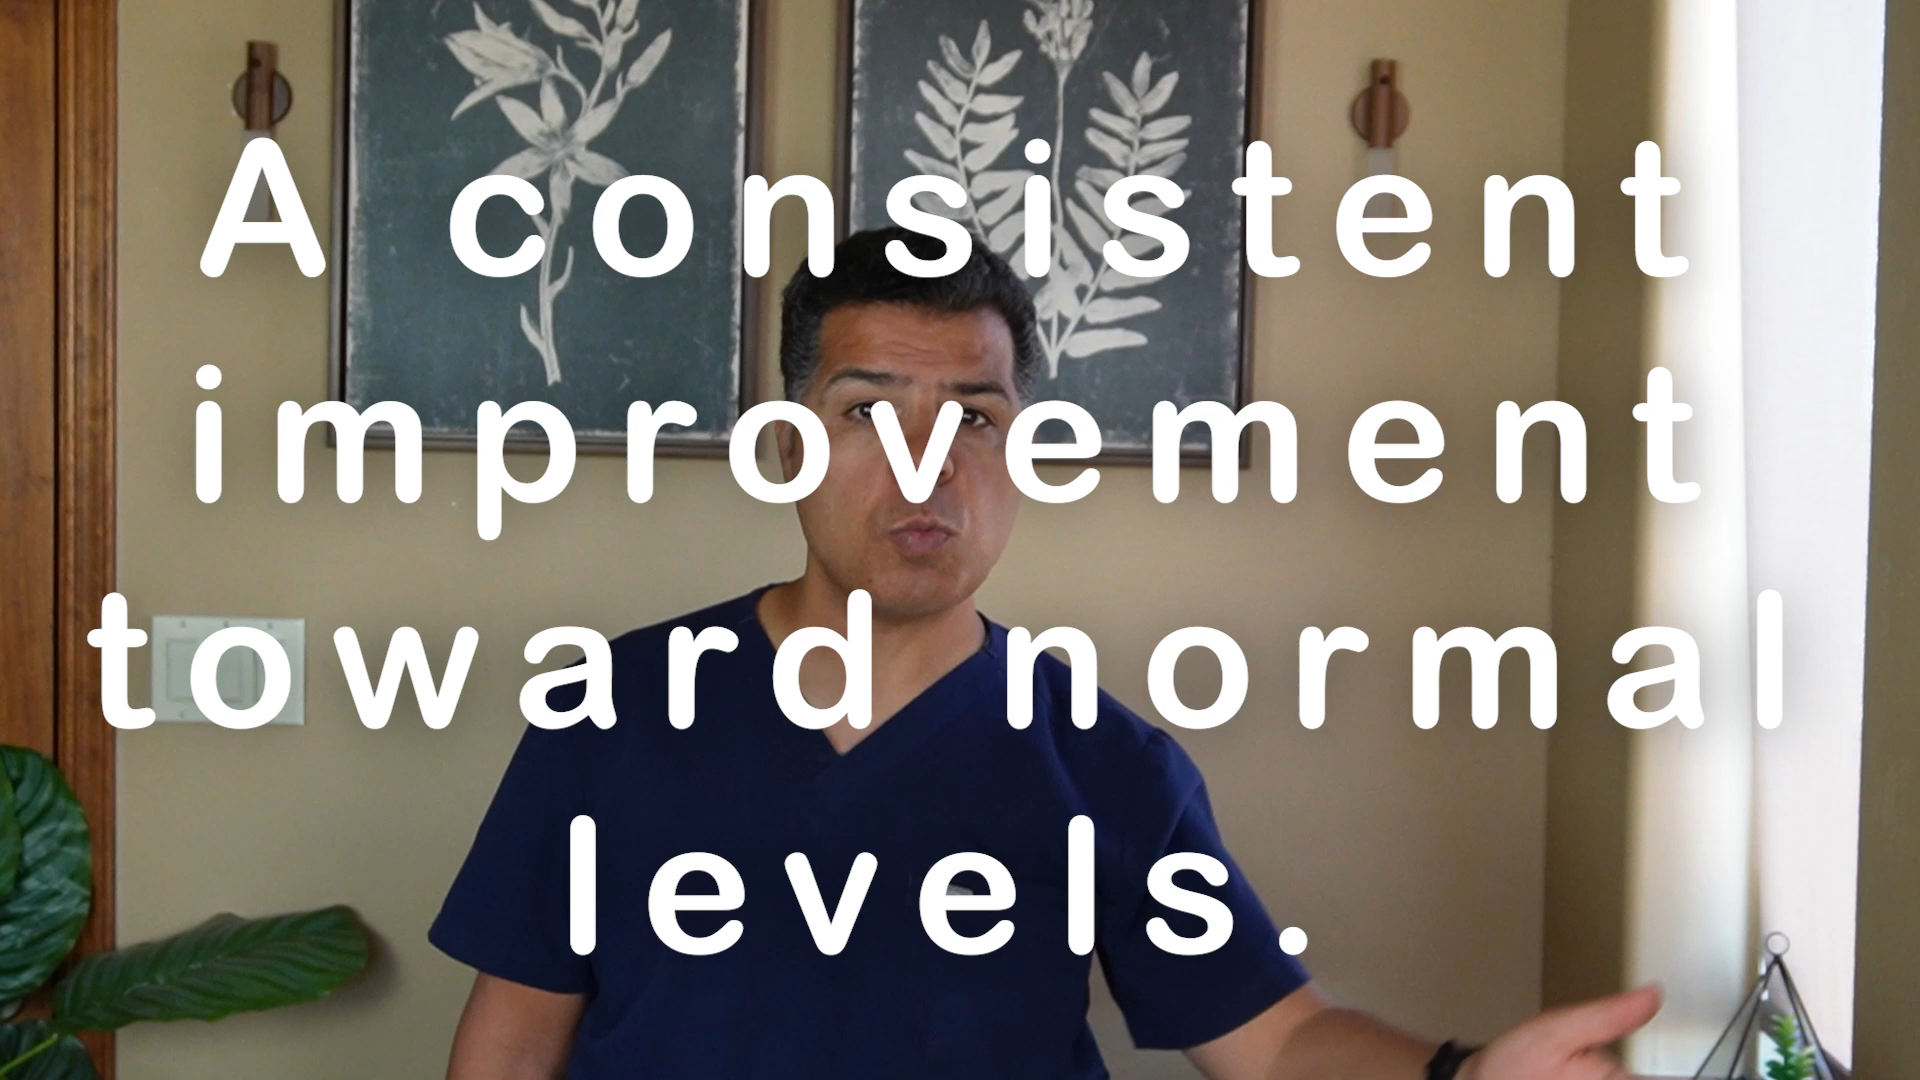 A consistent
improvement
toward normal
levels.